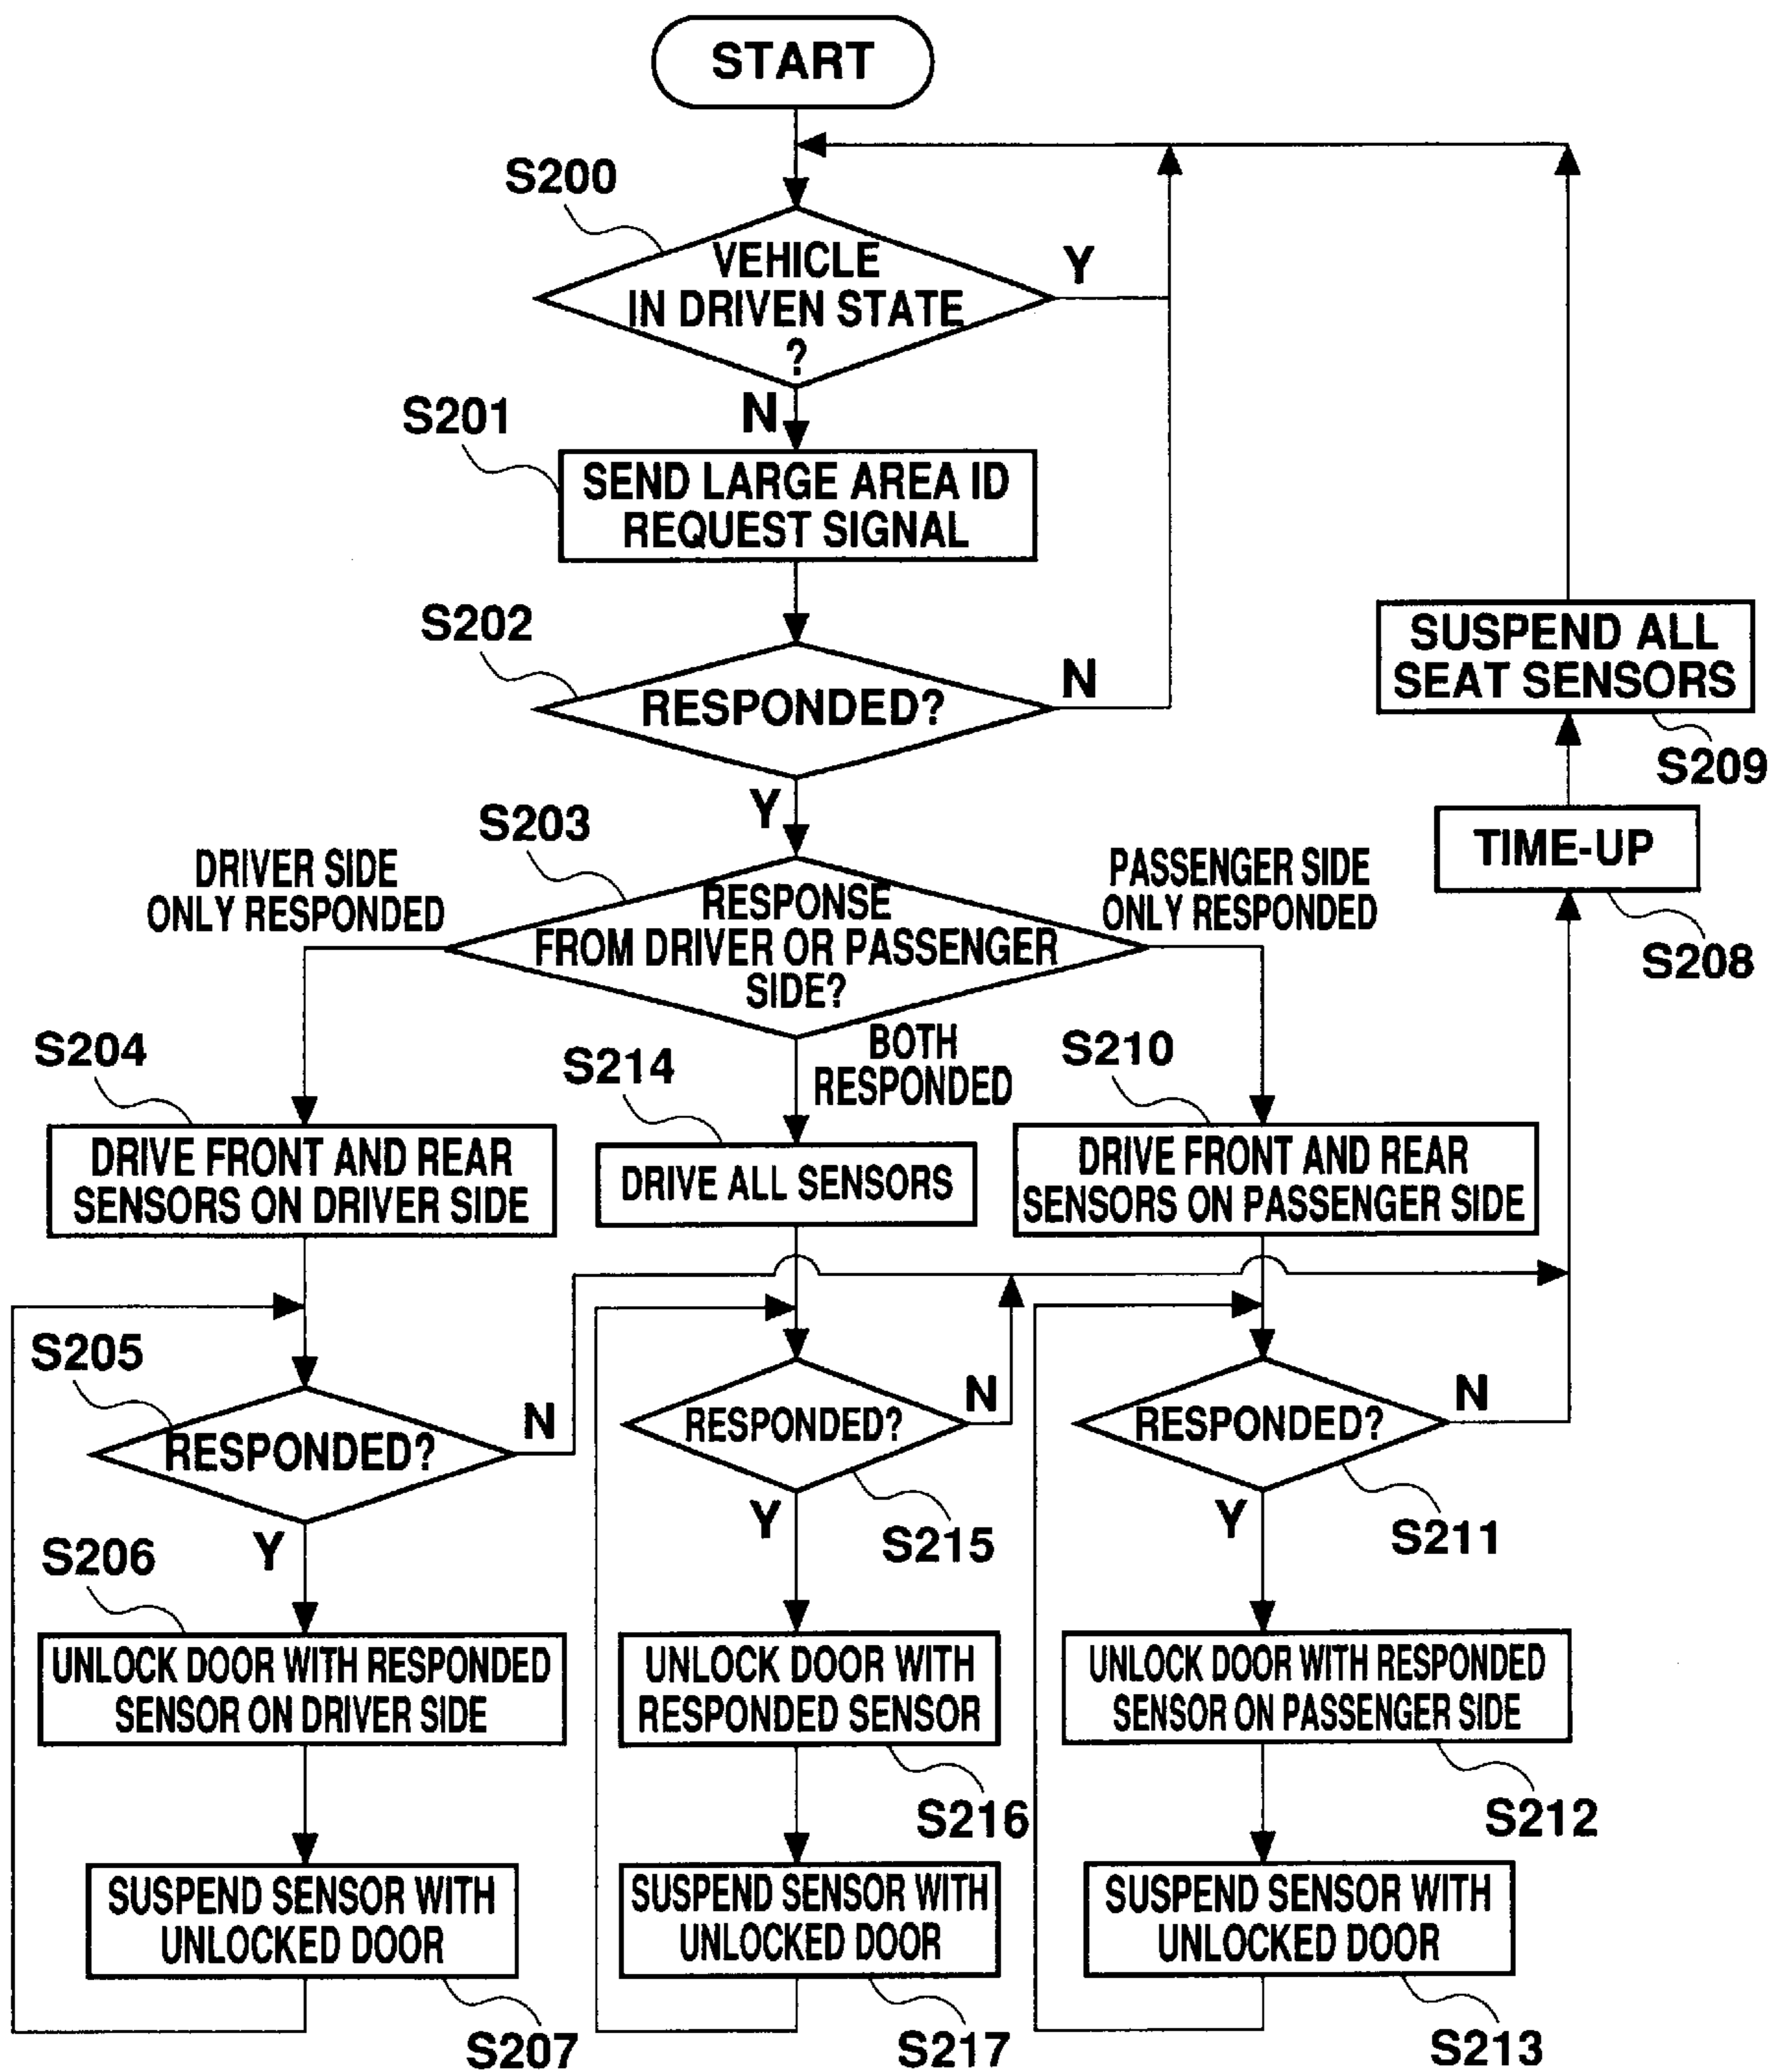 START
S200
VEHICLE
IN DRIVEN STATE
?
Y
N
S201
SEND LARGE AREA ID
REQUEST SIGNAL
S202
RESPONDED?
N
Y
SUSPEND ALL
SEAT SENSORS
S209
TIME-UP
S208
S203
DRIVER SIDE
ONLY RESPONDED
RESPONSE
FROM DRIVER OR PASSENGER
SIDE?
PASSENGER SIDE
ONLY RESPONDED
BOTH
RESPONDED
S204
DRIVE FRONT AND REAR
SENSORS ON DRIVER SIDE
S214
DRIVE ALL SENSORS
S210
DRIVE FRONT AND REAR
SENSORS ON PASSENGER SIDE
S205
RESPONDED?
N
Y
RESPONDED?
N
Y
S215
RESPONDED?
N
Y
S211
S206
UNLOCK DOOR WITH RESPONDED
SENSOR ON DRIVER SIDE
UNLOCK DOOR WITH
RESPONDED SENSOR
S216
UNLOCK DOOR WITH RESPONDED
SENSOR ON PASSENGER SIDE
S212
SUSPEND SENSOR WITH
UNLOCKED DOOR
S207
SUSPEND SENSOR WITH
UNLOCKED DOOR
S217
SUSPEND SENSOR WITH
UNLOCKED DOOR
S213